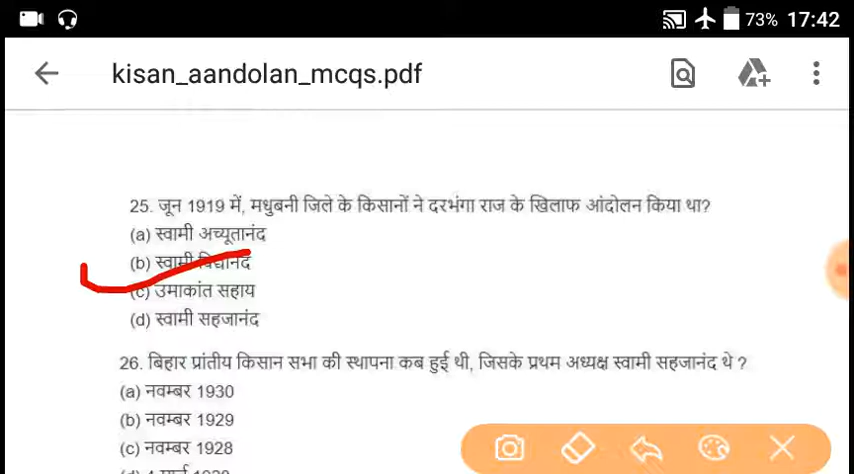 73% 17:42
kisan_aandolan_mcqs.pdf
25. जून 1919 में, मधुबनी जिले के किसानों ने दरभंगा राज के खिलाफ आंदोलन किया था?
(a) स्वामी अच्यूतानंद
(b) स्वामी विद्यानंद
(c) उमाकांत सहाय
(d) स्वामी सहजानंद
26. बिहार प्रांतीय किसान सभा की स्थापना कब हुई थी, जिसके प्रथम अध्यक्ष स्वामी सहजानंद थे ?
(a) नवम्बर 1930
(b) नवम्बर 1929
(c) नवम्बर 1928